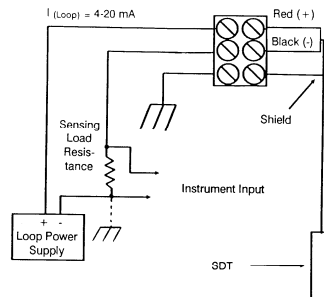 I (Loop) = 4-20 mA
Red (+)
Black (-)
Shield
Sensing
Load
Resis-
tance
Instrument Input
+ -
Loop Power
Supply
SDT